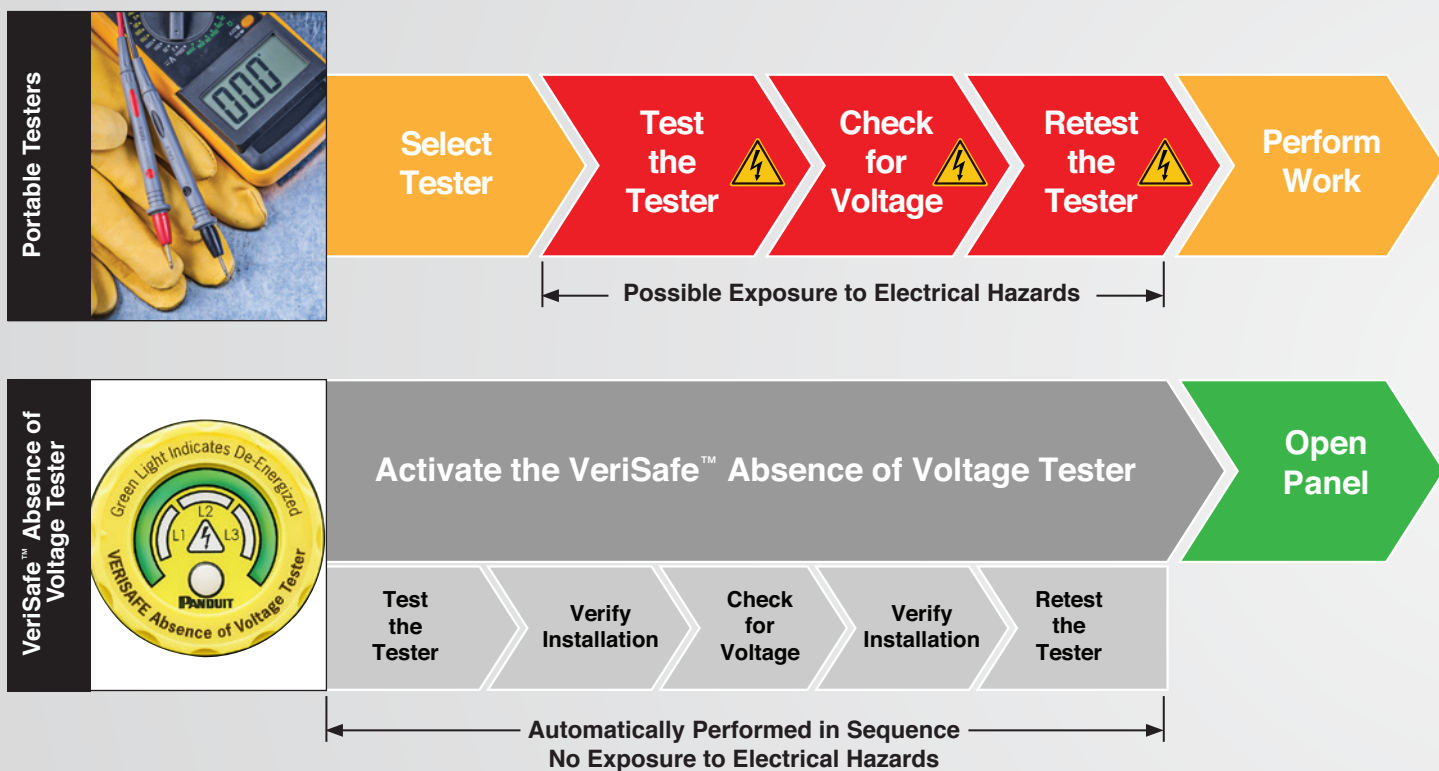 Portable Testers
000
Select
Tester
Test
the
Tester
Check
for
Voltage
Retest
the
Tester
Perform
Work
Possible Exposure to Electrical Hazards
VeriSafe™ Absence of
Voltage Tester
Green Light Indicates De-Energized
L1
L2
L3
PANDUIT
VERISAFE Absence of Voltage Tester
Activate the VeriSafe™ Absence of Voltage Tester
Open
Panel
Test
the
Tester
Verify
Installation
Check
for
Voltage
Verify
Installation
Retest
the
Tester
Automatically Performed in Sequence
No Exposure to Electrical Hazards